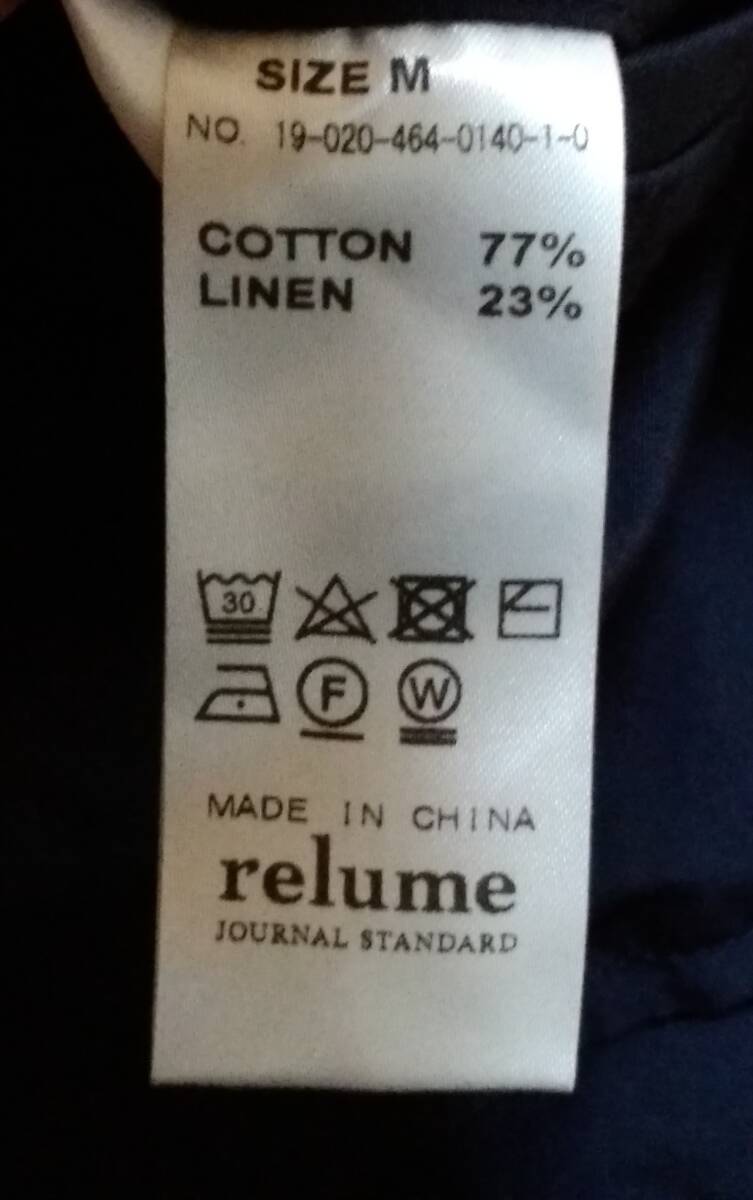 SIZE M
NO. 19-020-464-0140-1-0
COTTON 77%
LINEN 23%
30
F W
MADE IN CHINA
relume
JOURNAL STANDARD